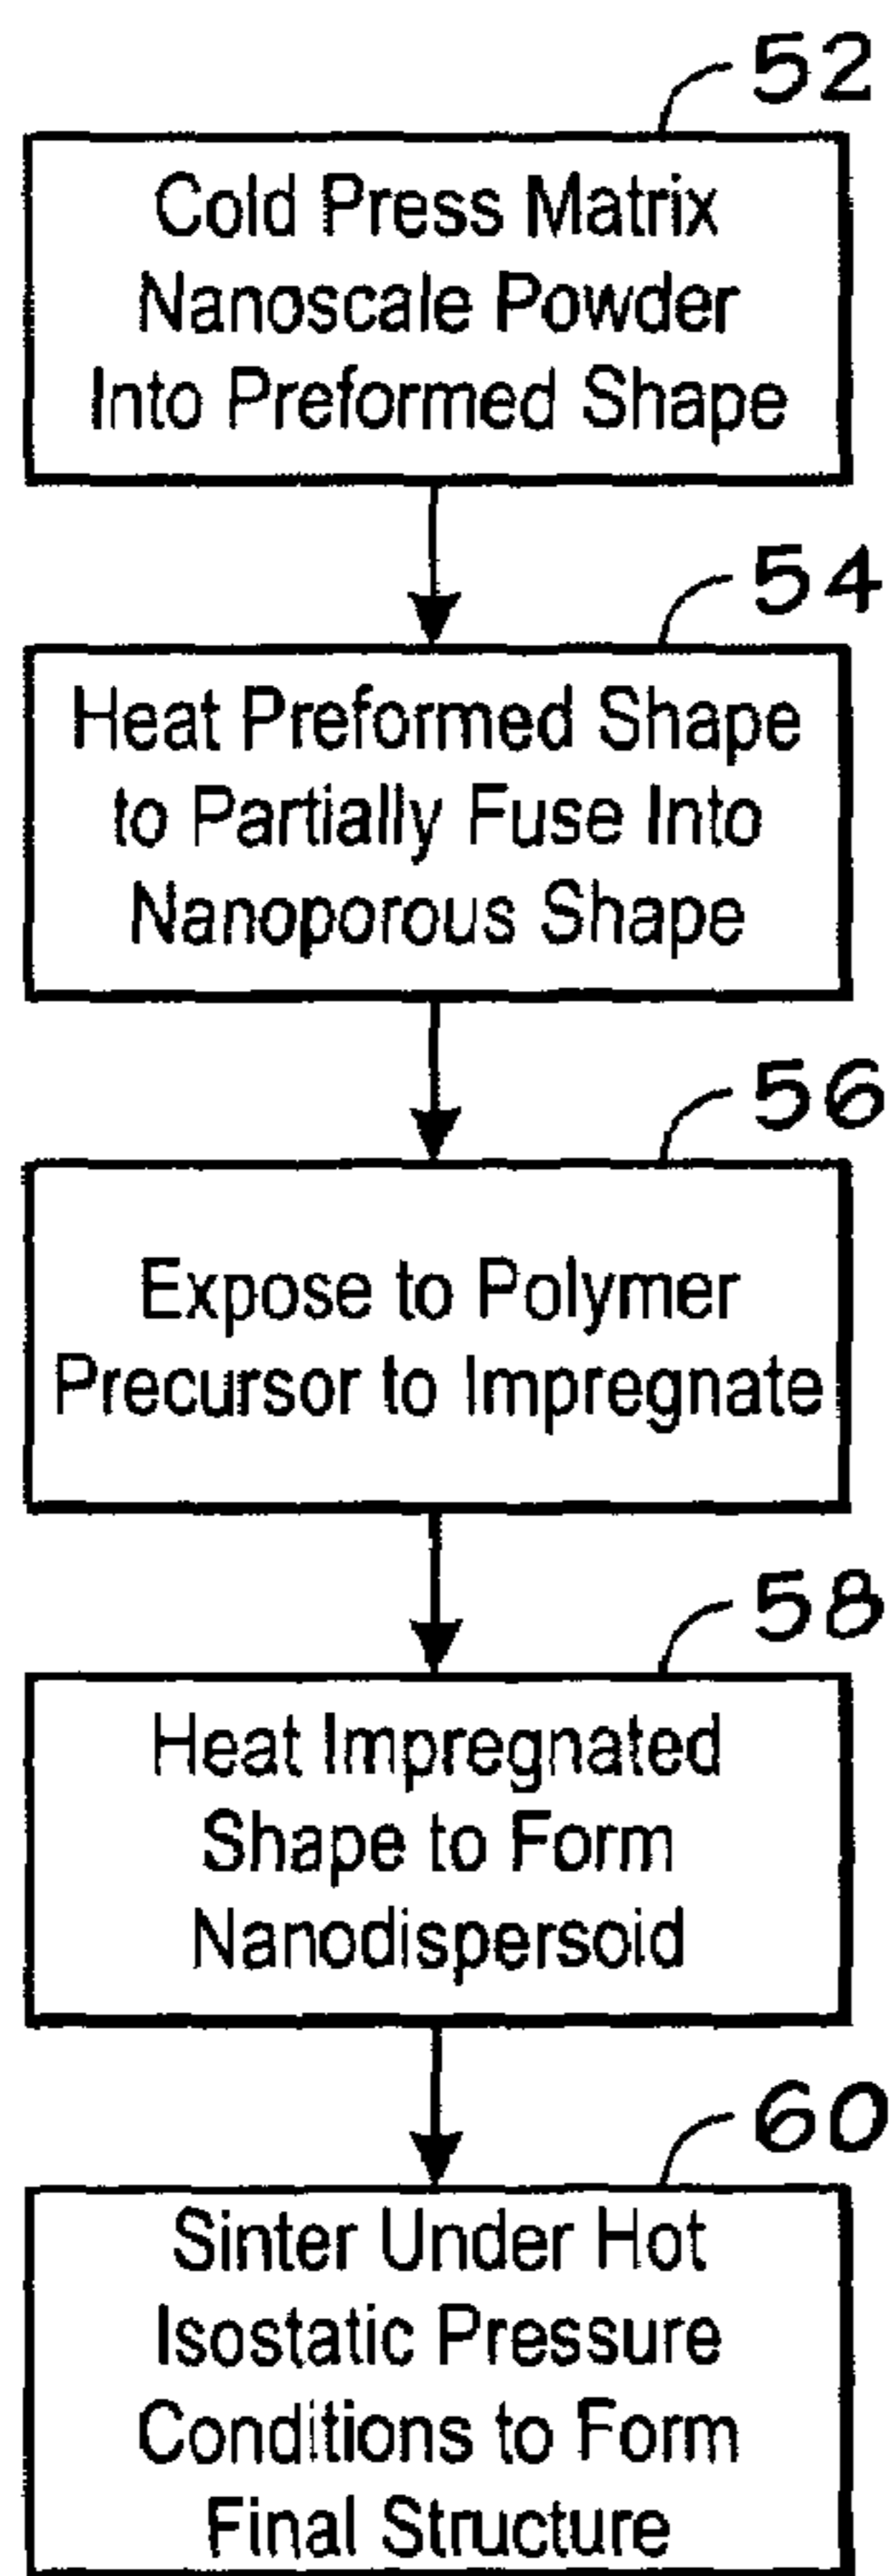 52
Cold Press Matrix
Nanoscale Powder
Into Preformed Shape
54
Heat Preformed Shape
to Partially Fuse Into
Nanoporous Shape
56
Expose to Polymer
Precursor to Impregnate
58
Heat Impregnated
Shape to Form
Nanodispersoid
60
Sinter Under Hot
Isostatic Pressure
Conditions to Form
Final Structure